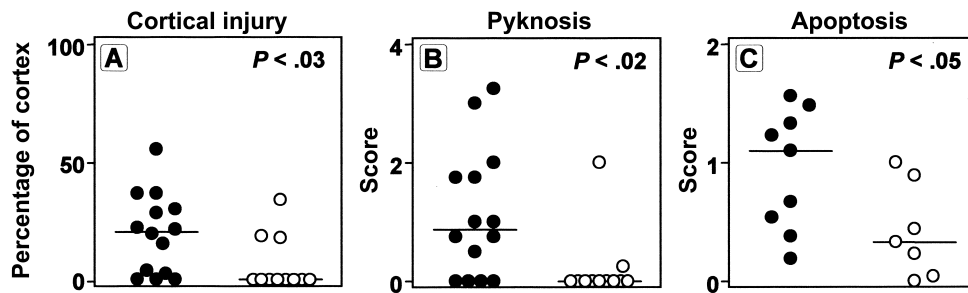 Cortical injury
Pyknosis
Apoptosis
Percentage of cortex
100
50
0
A
P < .03
Score
4
2
0
B
P < .02
Score
2
1
0
C
P < .05